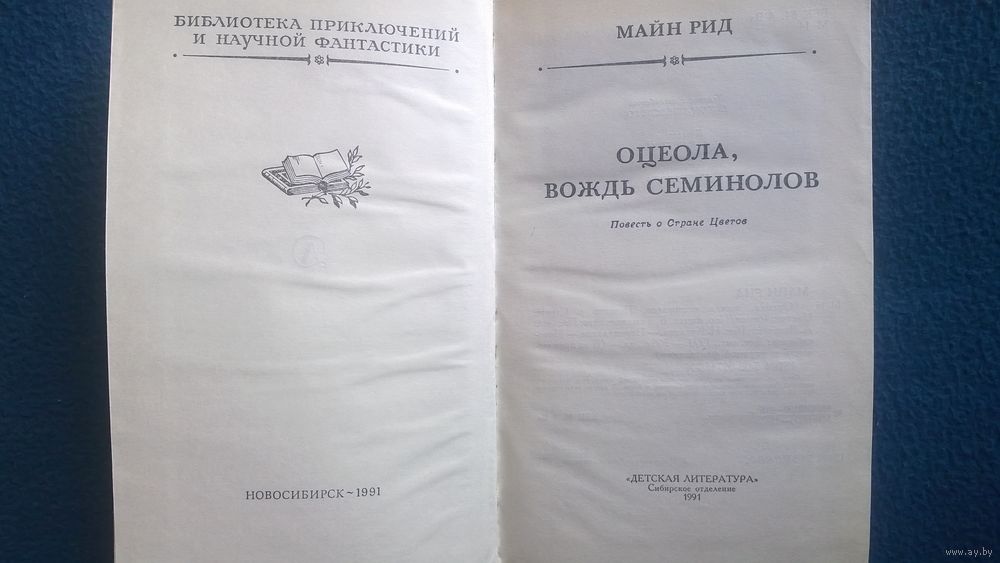 БИБЛИОТЕКА ПРИКЛЮЧЕНИЙ
И НАУЧНОЙ ФАНТАСТИКИ
НОВОСИБИРСК ~ 1991
МАЙН РИД
ОЦЕОЛА,
ВОЖДЬ СЕМИНОЛОВ
Повесть о Стране Цветов
«ДЕТСКАЯ ЛИТЕРАТУРА»
Сибирское отделение
1991
www.ay.by